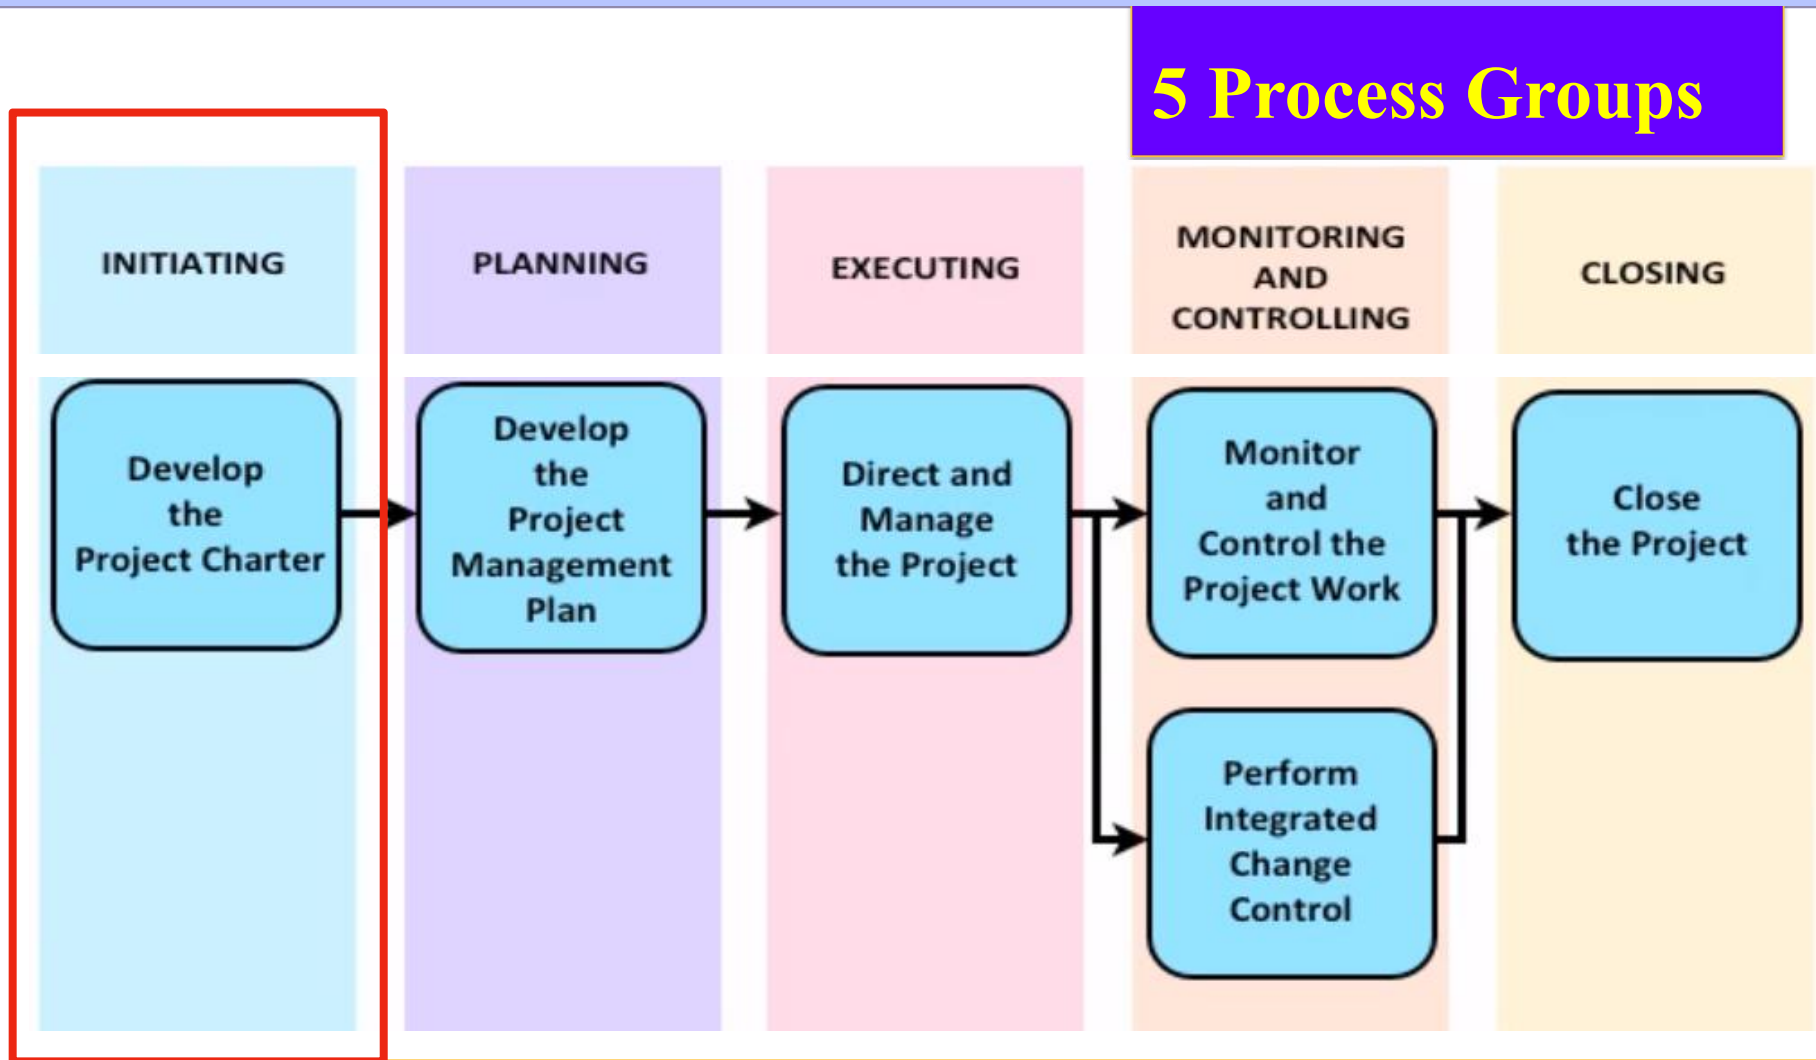 5 Process Groups
INITIATING
PLANNING
EXECUTING
MONITORING
AND
CONTROLLING
CLOSING
Develop
the
Project Charter
Develop
the
Project
Management
Plan
Direct and
Manage
the Project
Monitor
and
Control the
Project Work
Close
the Project
Perform
Integrated
Change
Control